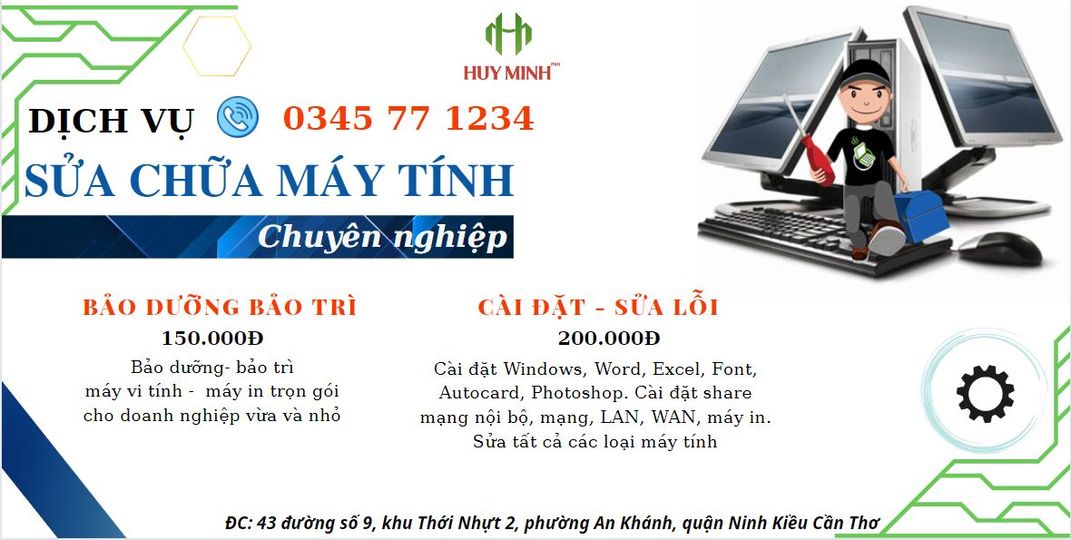 HUY MINH PRO
DỊCH VỤ 0345 77 1234
SỬA CHỮA MÁY TÍNH
Chuyên nghiệp
BẢO DƯỠNG BẢO TRÌ
150.000Đ
Bảo dưỡng- bảo trì
máy vi tính - máy in trọn gói
cho doanh nghiệp vừa và nhỏ
CÀI ĐẶT - SỬA LỖI
200.000Đ
Cài đặt Windows, Word, Excel, Font,
Autocard, Photoshop. Cài đặt share
mạng nội bộ, mạng, LAN, WAN, máy in.
Sửa tất cả các loại máy tính
ĐC: 43 đường số 9, khu Thới Nhựt 2, phường An Khánh, quận Ninh Kiều Cần Thơ